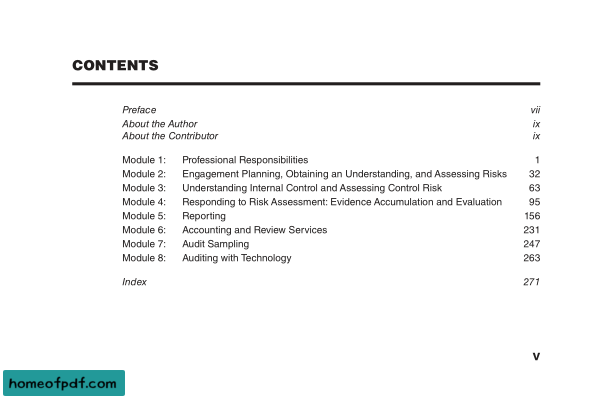 CONTENTS
Preface vii
About the Author ix
About the Contributor ix
Module 1: Professional Responsibilities 1
Module 2: Engagement Planning, Obtaining an Understanding, and Assessing Risks 32
Module 3: Understanding Internal Control and Assessing Control Risk 63
Module 4: Responding to Risk Assessment: Evidence Accumulation and Evaluation 95
Module 5: Reporting 156
Module 6: Accounting and Review Services 231
Module 7: Audit Sampling 247
Module 8: Auditing with Technology 263
Index 271
V
homeofpdf.com